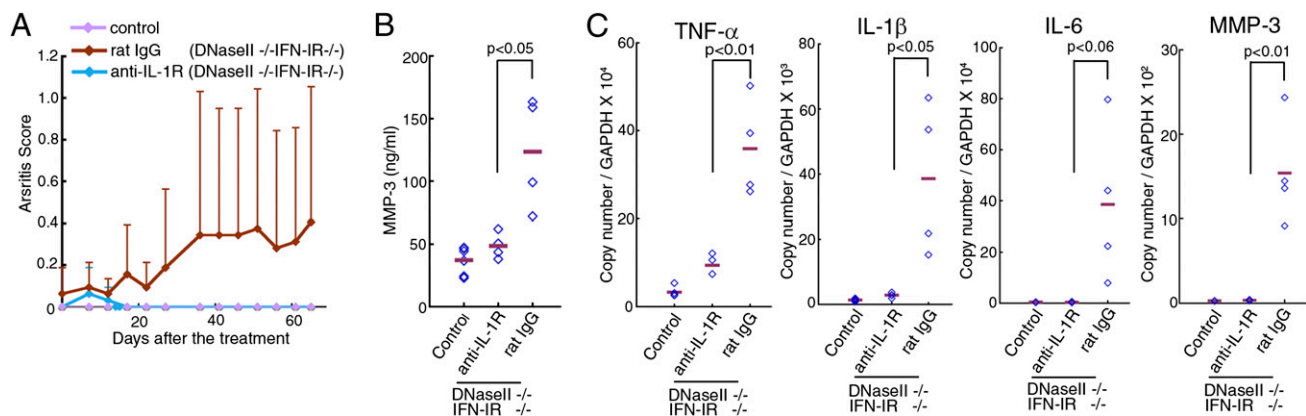 A
control
rat IgG (DNaseII -/-IFN-IR-/-)
anti-IL-1R (DNaseII -/-IFN-IR-/-)
1.2
1.0
0.8
0.6
0.4
0.2
0
20
40
60
Arsritis Score
Days after the treatment
B
p<0.05
200
150
100
50
0
MMP-3 (ng/ml)
Control
anti-IL-1R
rat IgG
DNaseII -/-
IFN-IR -/-
C
TNF-α
p<0.01
60
40
20
0
Copy number / GAPDH X 10⁴
Control
anti-IL-1R
rat IgG
DNaseII -/-
IFN-IR -/-
IL-1β
p<0.05
80
60
40
20
0
Copy number / GAPDH X 10³
Control
anti-IL-1R
rat IgG
DNaseII -/-
IFN-IR -/-
IL-6
p<0.06
100
80
60
40
20
0
Copy number / GAPDH X 10⁴
Control
anti-IL-1R
rat IgG
DNaseII -/-
IFN-IR -/-
MMP-3
p<0.01
30
20
10
0
Copy number / GAPDH X 10²
Control
anti-IL-1R
rat IgG
DNaseII -/-
IFN-IR -/-